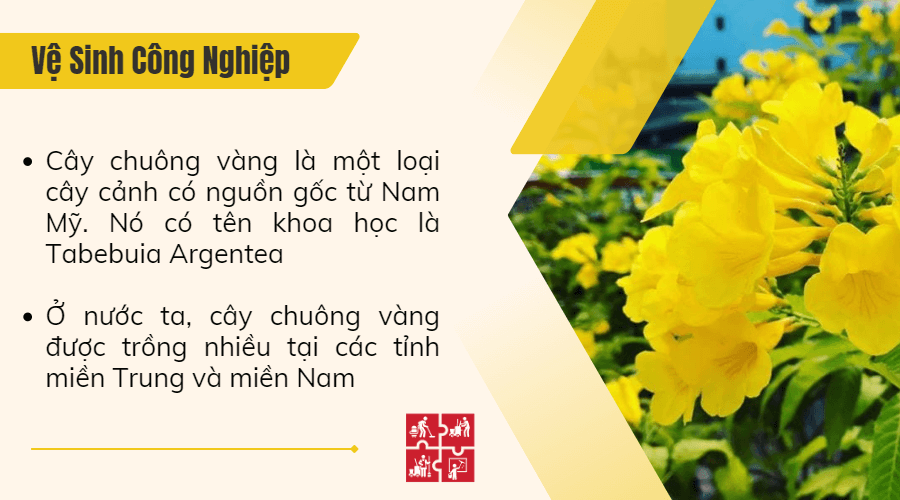 Vệ Sinh Công Nghiệp
• Cây chuông vàng là một loại
cây cảnh có nguồn gốc từ Nam
Mỹ. Nó có tên khoa học là
Tabebuia Argentea
• Ở nước ta, cây chuông vàng
được trồng nhiều tại các tỉnh
miền Trung và miền Nam